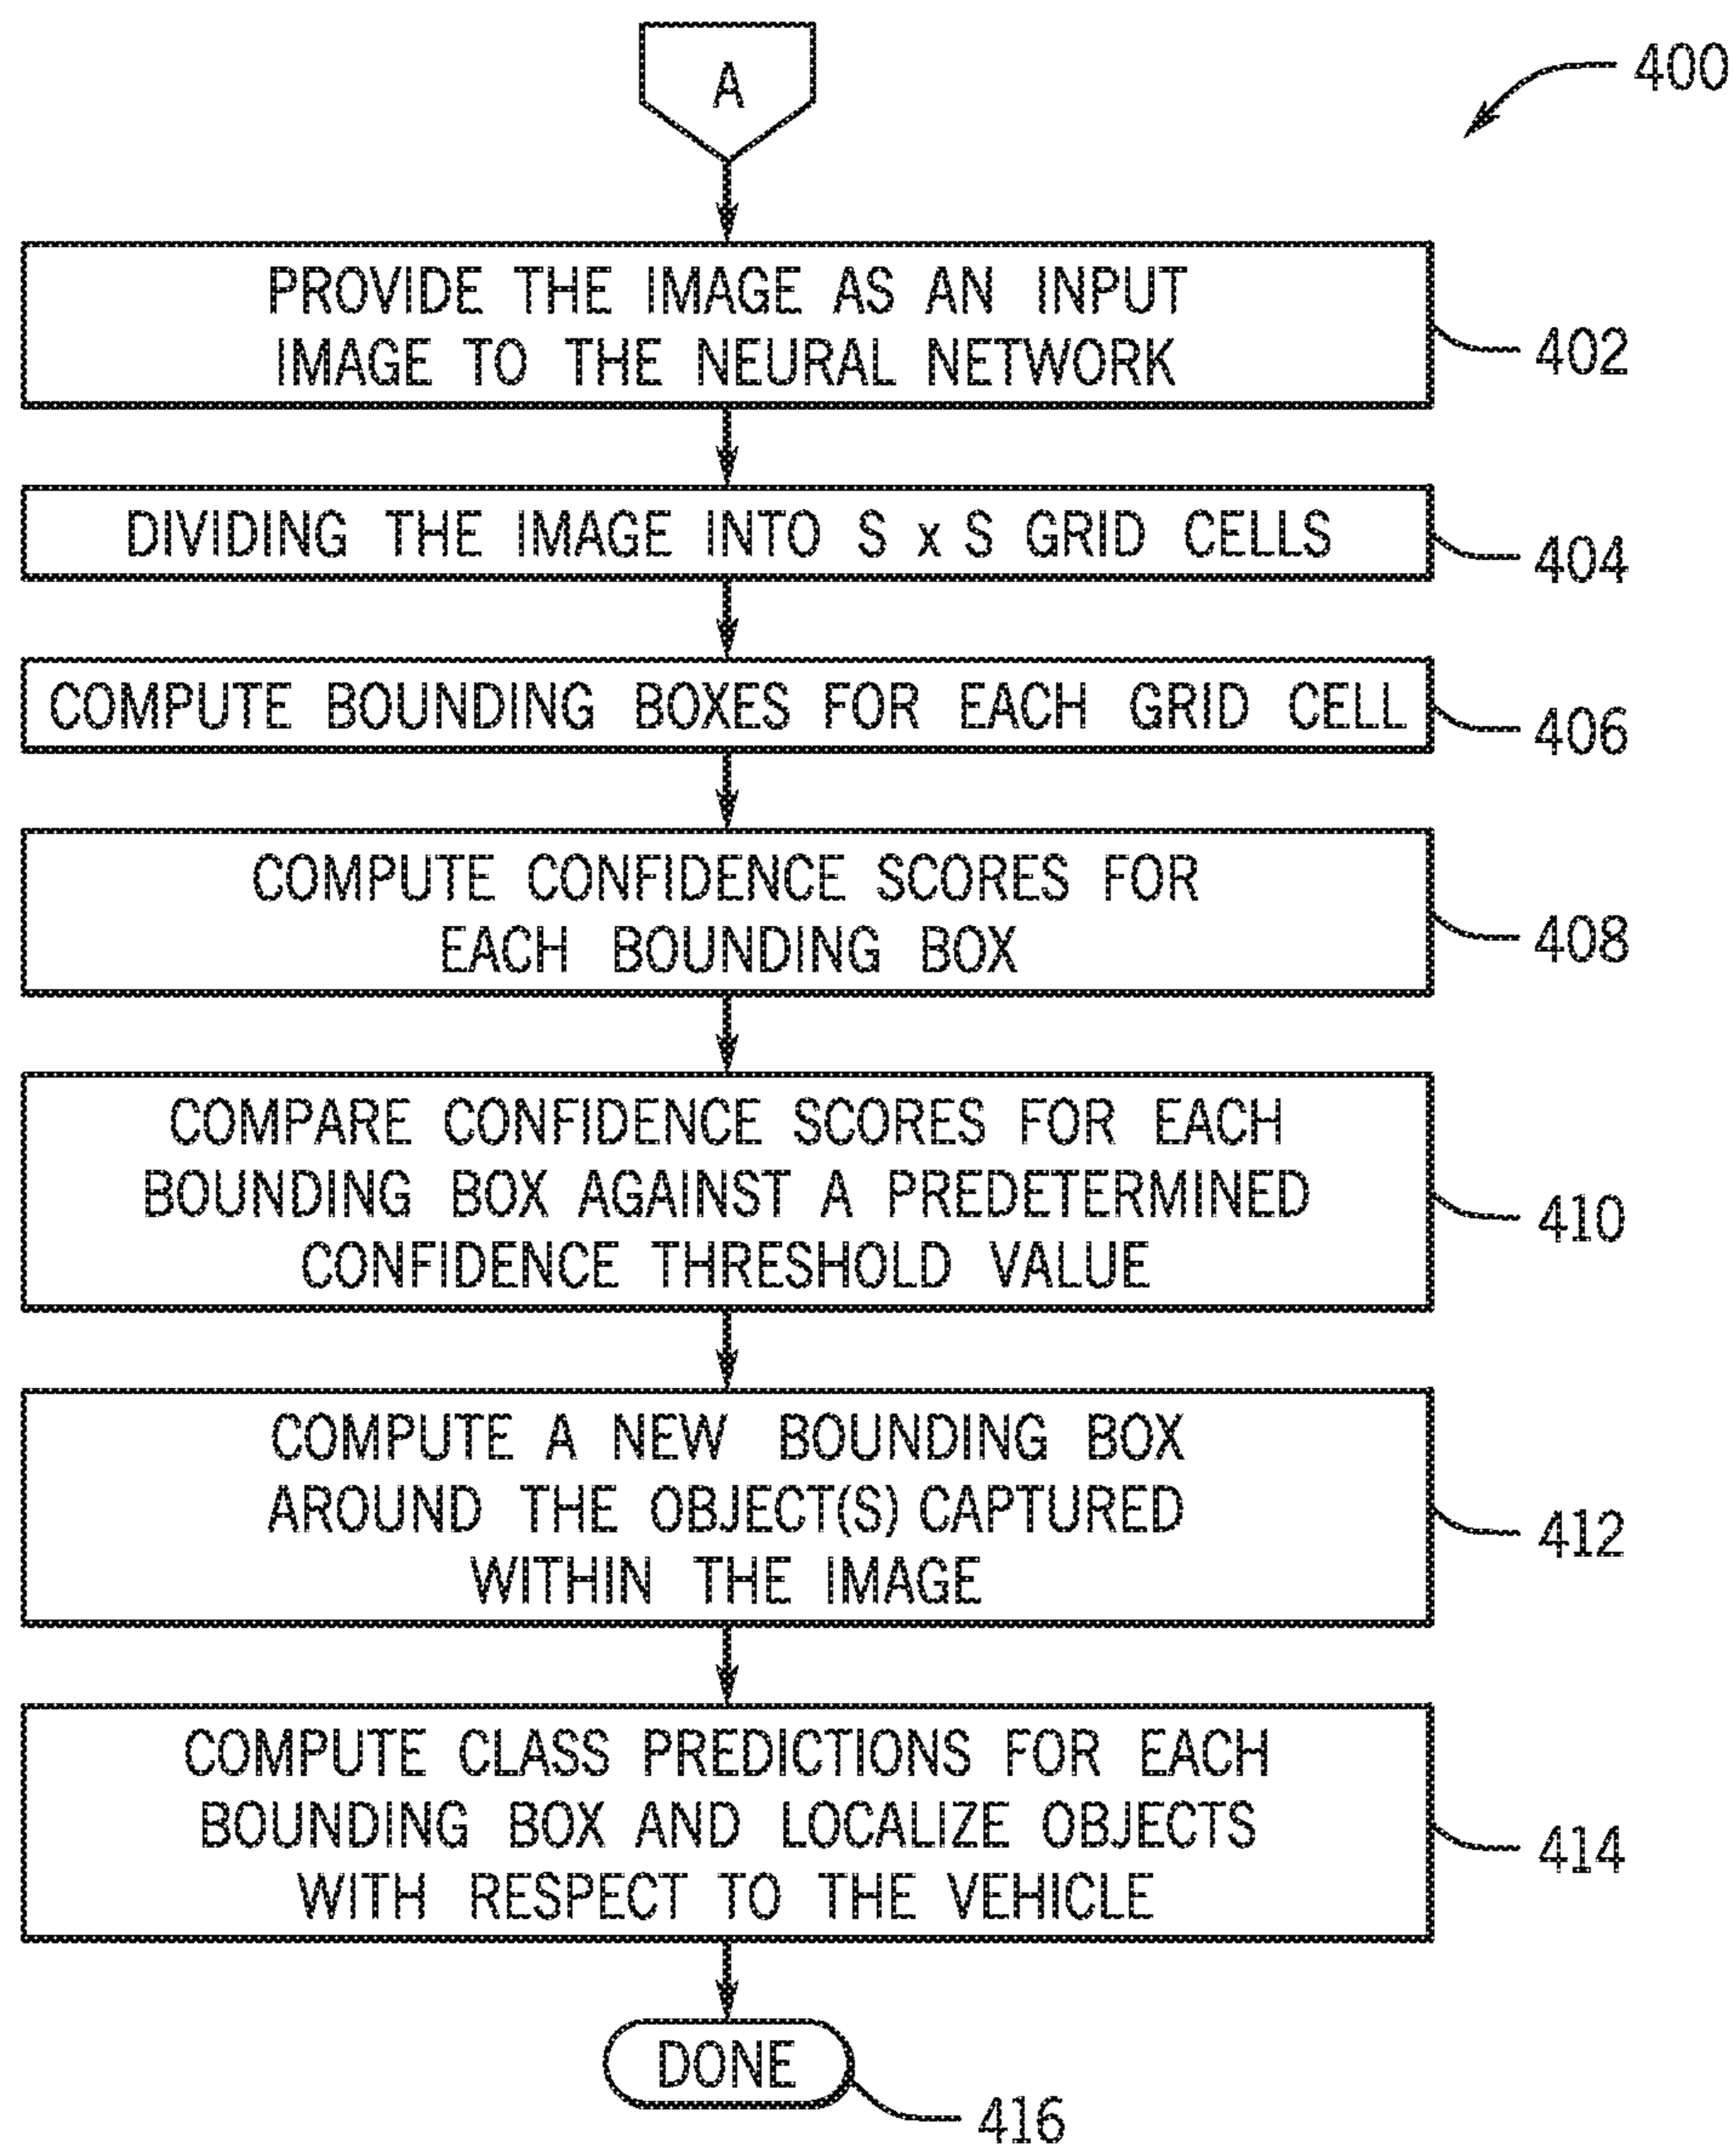 A
400
PROVIDE THE IMAGE AS AN INPUT
IMAGE TO THE NEURAL NETWORK
402
DIVIDING THE IMAGE INTO S x S GRID CELLS
404
COMPUTE BOUNDING BOXES FOR EACH GRID CELL
406
COMPUTE CONFIDENCE SCORES FOR
EACH BOUNDING BOX
408
COMPARE CONFIDENCE SCORES FOR EACH
BOUNDING BOX AGAINST A PREDETERMINED
CONFIDENCE THRESHOLD VALUE
410
COMPUTE A NEW BOUNDING BOX
AROUND THE OBJECT(S) CAPTURED
WITHIN THE IMAGE
412
COMPUTE CLASS PREDICTIONS FOR EACH
BOUNDING BOX AND LOCALIZE OBJECTS
WITH RESPECT TO THE VEHICLE
414
DONE
416